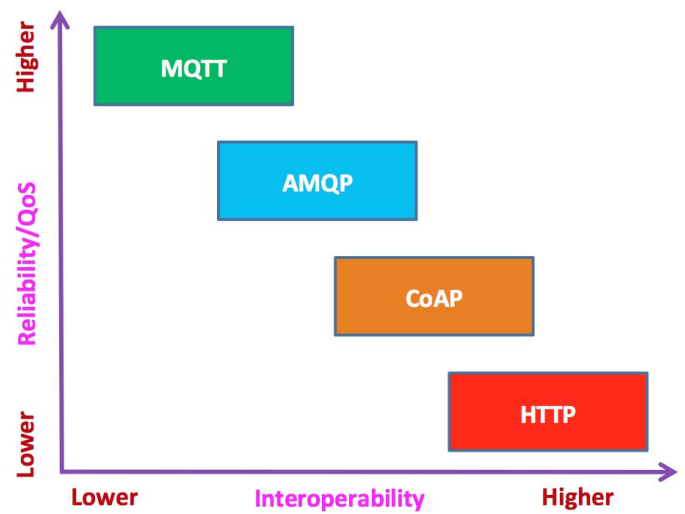 Higher
MQTT
AMQP
Reliability/QoS
CoAP
HTTP
Lower
Lower
Interoperability
Higher